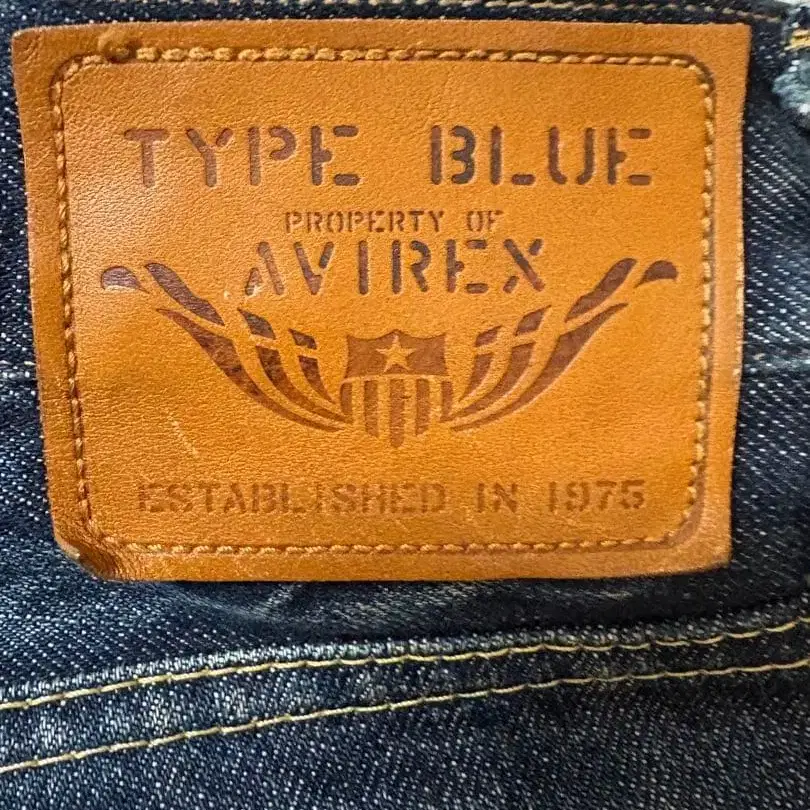 TYPE BLUE
PROPERTY OF
AVIREX
ESTABLISHED IN 1975